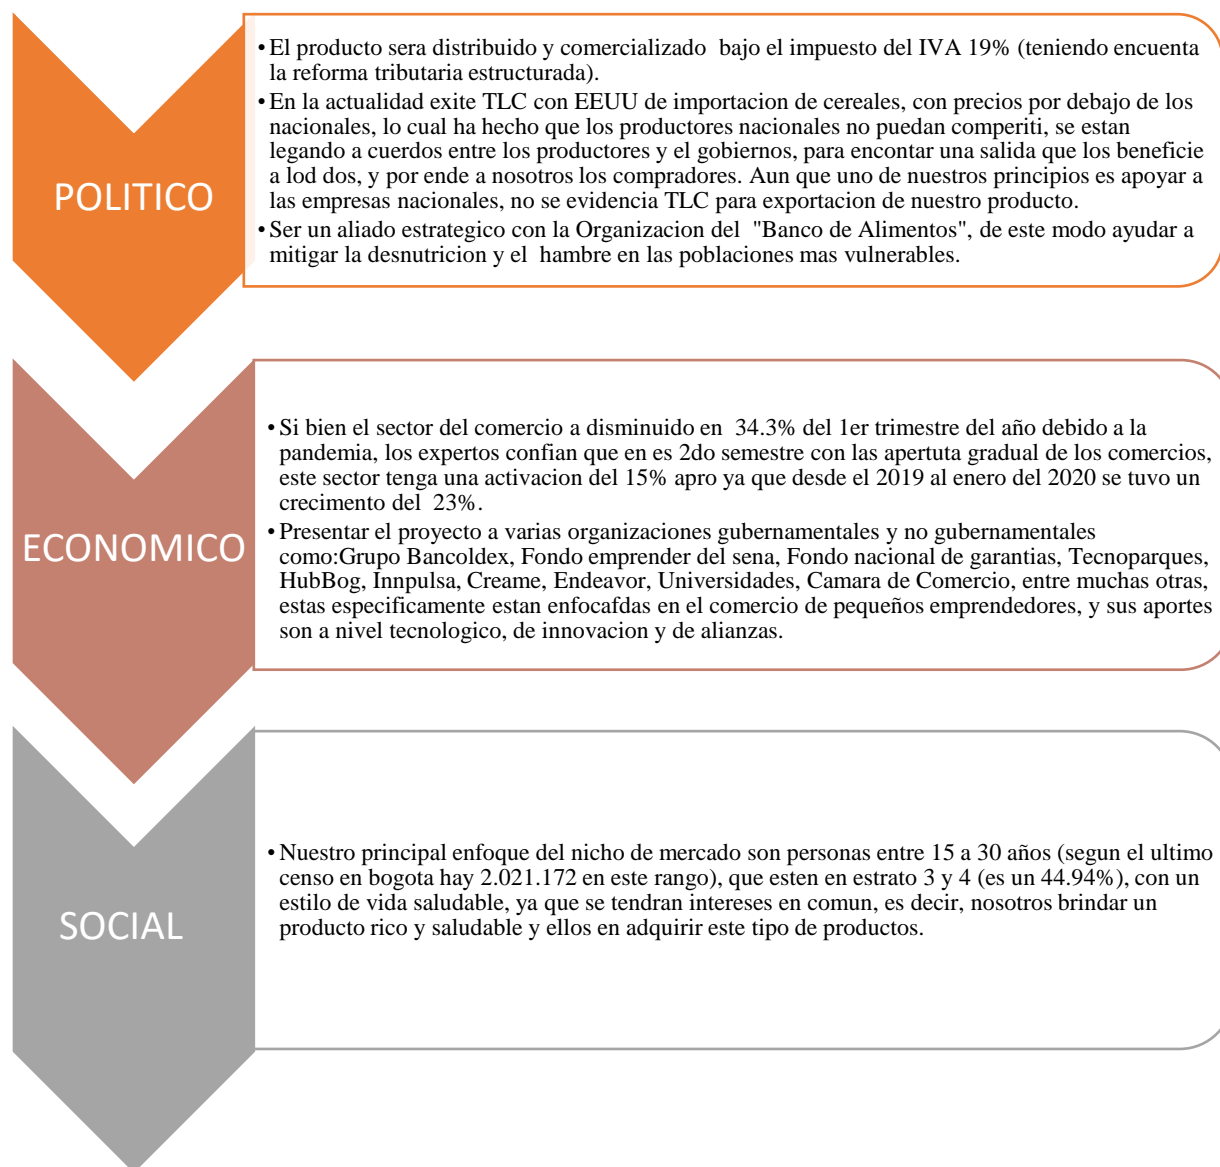 POLITICO
• El producto sera distribuido y comercializado  bajo el impuesto del IVA 19% (teniendo encuenta
la reforma tributaria estructurada).
• En la actualidad exite TLC con EEUU de importacion de cereales, con precios por debajo de los
nacionales, lo cual ha hecho que los productores nacionales no puedan comperiti, se estan
legando a cuerdos entre los productores y el gobiernos, para encontar una salida que los beneficie
a lod dos, y por ende a nosotros los compradores. Aun que uno de nuestros principios es apoyar a
las empresas nacionales, no se evidencia TLC para exportacion de nuestro producto.
• Ser un aliado estrategico con la Organizacion del  "Banco de Alimentos", de este modo ayudar a
mitigar la desnutricion y el  hambre en las poblaciones mas vulnerables.
ECONOMICO
• Si bien el sector del comercio a disminuido en  34.3% del 1er trimestre del año debido a la
pandemia, los expertos confian que en es 2do semestre con las apertuta gradual de los comercios,
este sector tenga una activacion del 15% apro ya que desde el 2019 al enero del 2020 se tuvo un
crecimento del  23%.
• Presentar el proyecto a varias organizaciones gubernamentales y no gubernamentales
como:Grupo Bancoldex, Fondo emprender del sena, Fondo nacional de garantias, Tecnoparques,
HubBog, Innpulsa, Creame, Endeavor, Universidades, Camara de Comercio, entre muchas otras,
estas especificamente estan enfocafdas en el comercio de pequeños emprendedores, y sus aportes
son a nivel tecnologico, de innovacion y de alianzas.
SOCIAL
• Nuestro principal enfoque del nicho de mercado son personas entre 15 a 30 años (segun el ultimo
censo en bogota hay 2.021.172 en este rango), que esten en estrato 3 y 4 (es un 44.94%), con un
estilo de vida saludable, ya que se tendran intereses en comun, es decir, nosotros brindar un
producto rico y saludable y ellos en adquirir este tipo de productos.